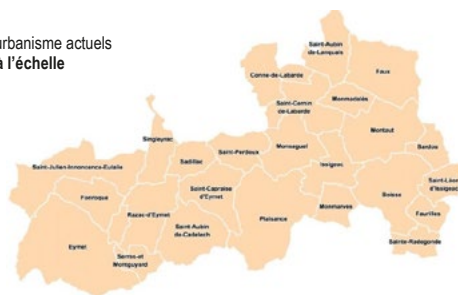 urbanisme actuels
à l'échelle
Saint-Aubin
de-Lanquais
Faux
Conne-de-Labarde
Saint-Cernin
de-Labarde
Monmadalès
Montaut
Bardou
Singleyrac
Sadillac
Saint-Perdoux
Monsaguel
Issigeac
Saint-Léon
d'Issigeac
Saint-Julien-Innocence-Eulalie
Fonroque
Saint-Capraise
d'Eymet
Boisse
Razac-d'Eymet
Plaisance
Monmarvès
Faurilles
Saint-Aubin
de-Cadelech
Eymet
Serres-et
Montguyard
Sainte-Radegonde